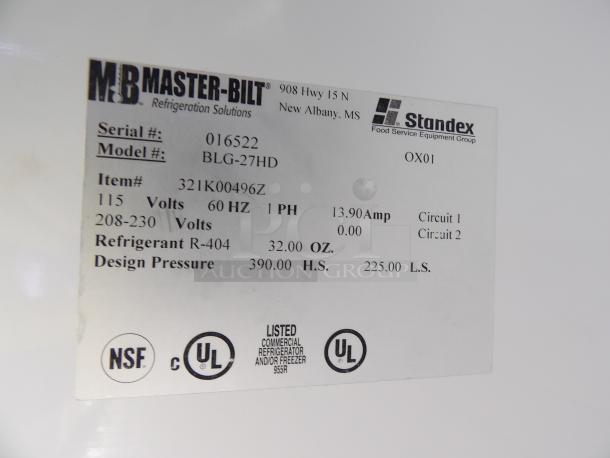 MB MASTER-BILT®
Refrigeration Solutions
908 Hwy 15 N
New Albany, MS
Standex
Food Service Equipment Group
Serial #: 016522
Model #: BLG-27HD OX01
Item# 321K00496Z
115 Volts 60 HZ 1 PH 13.90 Amp Circuit 1
208-230 Volts 0.00 Circuit 2
Refrigerant R-404 32.00 OZ.
Design Pressure 390.00 H.S. 225.00 L.S.
PCI
AUCTION GROUP
NSF
C UL
LISTED
COMMERCIAL
REFRIGERATOR
AND/OR FREEZER
955R
UL